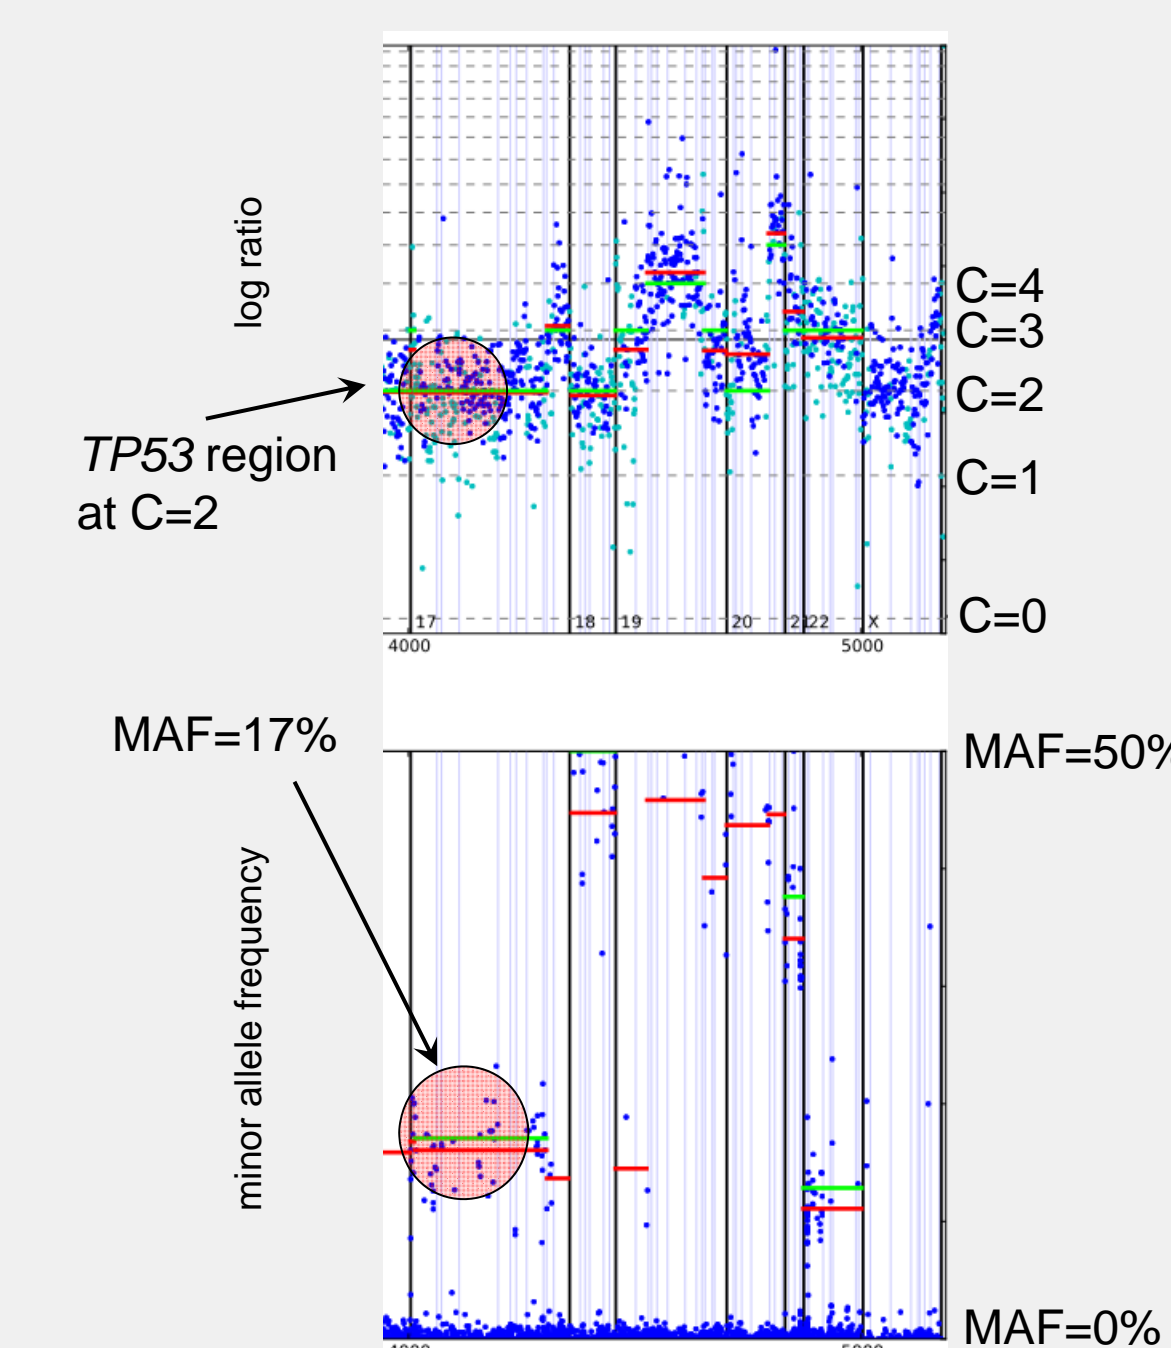 log ratio
C=4
C=3
C=2
C=1
C=0
TP53 region
at C=2
17
18
19
20
21
22
X
4000
5000
MAF=17%
MAF=50%
minor allele frequency
MAF=0%